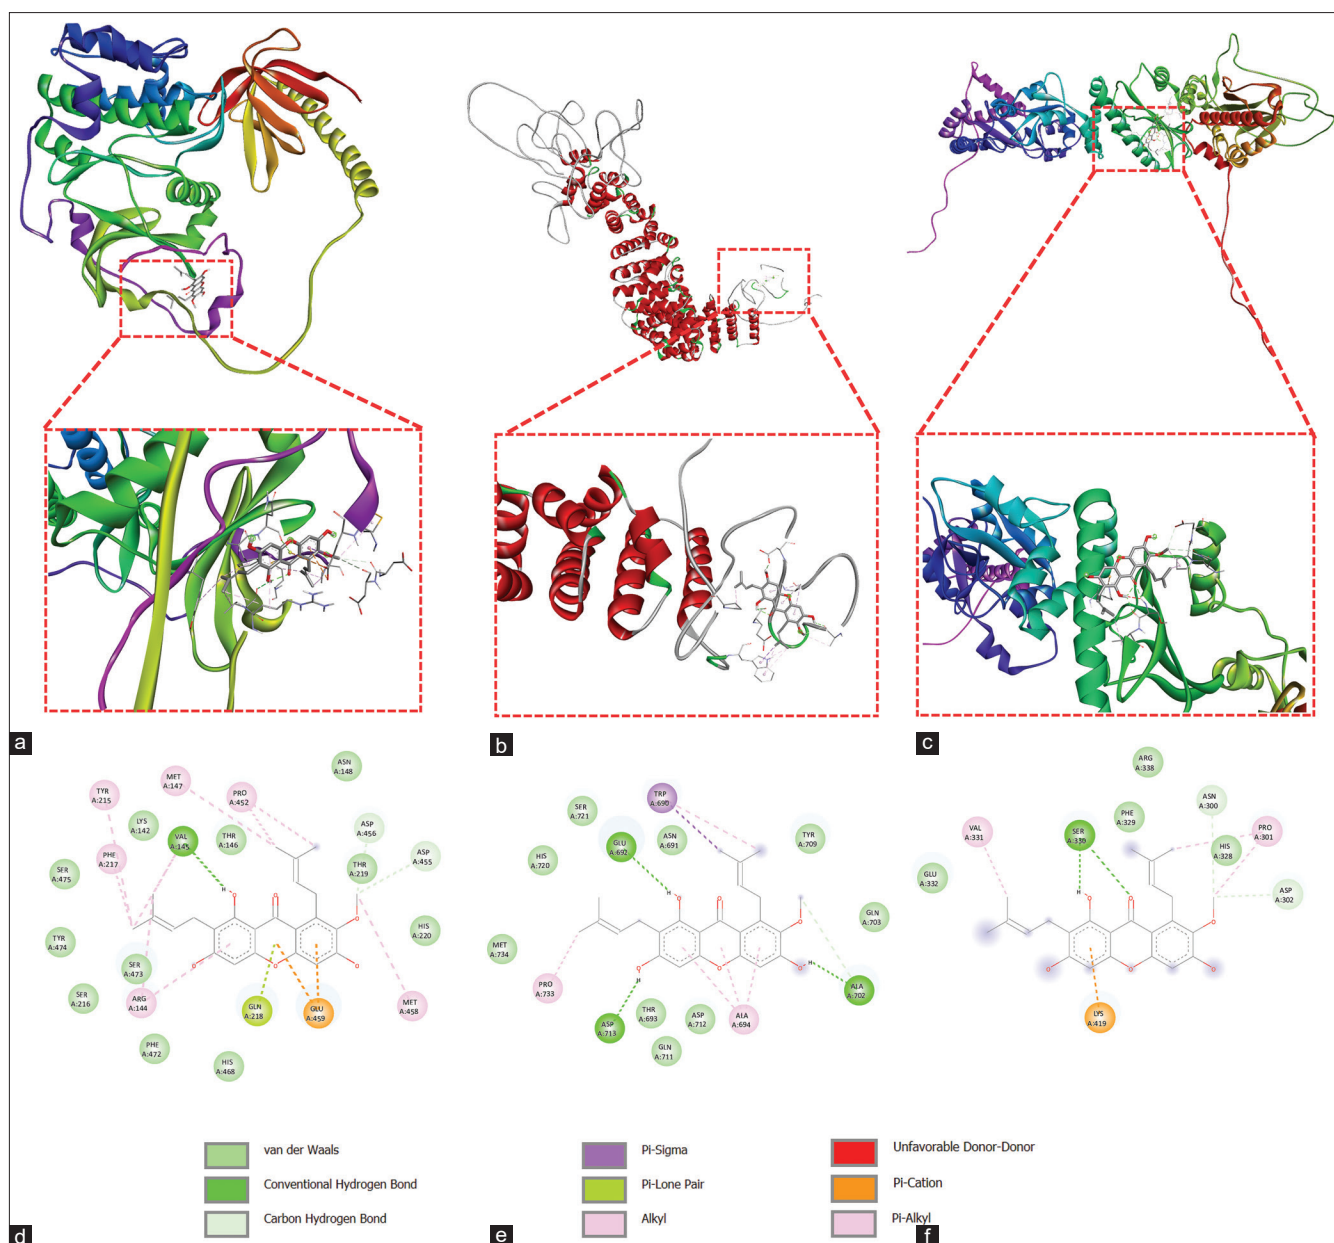 a
b
c
ASN
A:148
MET
A:147
PRO
A:452
TYR
A:215
LYS
A:142
VAL
A:145
THR
A:146
ASP
A:456
PHE
A:217
THR
A:219
ASP
A:455
SER
A:475
TYR
A:474
HIS
A:220
SER
A:473
SER
A:216
ARG
A:144
GLN
A:218
GLU
A:459
MET
A:458
PHE
A:472
HIS
A:468
H
O
O
O
O
HO
O
TRP
A:690
SER
A:721
GLU
A:692
ASN
A:691
TYR
A:709
HIS
A:720
GLN
A:703
MET
A:734
PRO
A:733
ALA
A:702
ASP
A:713
THR
A:693
ASP
A:712
ALA
A:694
GLN
A:711
H
O
O
O
O
H
O
O
H
ARG
A:338
ASN
A:300
PHE
A:329
VAL
A:331
SER
A:330
PRO
A:301
HIS
A:328
GLU
A:332
ASP
A:302
LYS
A:419
H
O
O
O
HO
O
O
van der Waals
Conventional Hydrogen Bond
Carbon Hydrogen Bond
Pi-Sigma
Pi-Lone Pair
Alkyl
Unfavorable Donor-Donor
Pi-Cation
Pi-Alkyl
d
e
f